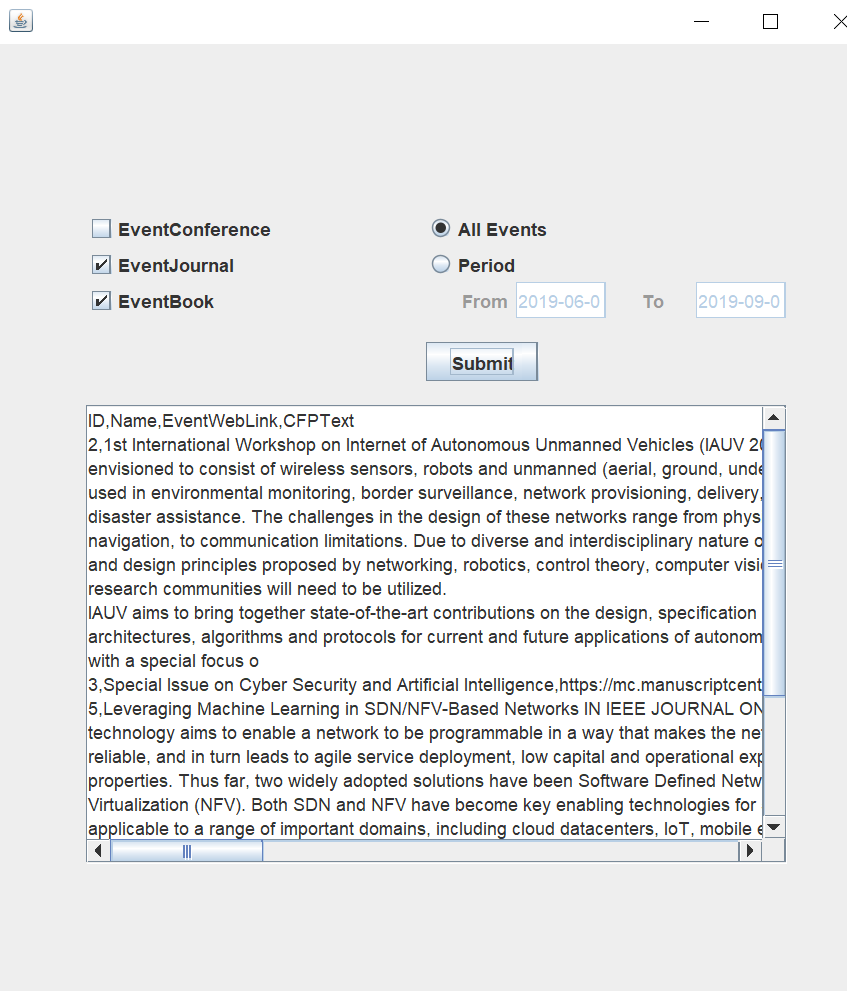 EventConference
All Events
EventJournal
Period
EventBook
From 2019-06-0 To 2019-09-0
Submit
ID,Name,EventWebLink,CFPText
2,1st International Workshop on Internet of Autonomous Unmanned Vehicles (IAUV 20
envisioned to consist of wireless sensors, robots and unmanned (aerial, ground, unde
used in environmental monitoring, border surveillance, network provisioning, delivery,
disaster assistance. The challenges in the design of these networks range from phys
navigation, to communication limitations. Due to diverse and interdisciplinary nature o
and design principles proposed by networking, robotics, control theory, computer visi
research communities will need to be utilized.
IAUV aims to bring together state-of-the-art contributions on the design, specification
architectures, algorithms and protocols for current and future applications of autonom
with a special focus o
3,Special Issue on Cyber Security and Artificial Intelligence,https://mc.manuscriptcent
5,Leveraging Machine Learning in SDN/NFV-Based Networks IN IEEE JOURNAL ON
technology aims to enable a network to be programmable in a way that makes the ne
reliable, and in turn leads to agile service deployment, low capital and operational exp
properties. Thus far, two widely adopted solutions have been Software Defined Netw
Virtualization (NFV). Both SDN and NFV have become key enabling technologies for
applicable to a range of important domains, including cloud datacenters, IoT, mobile e